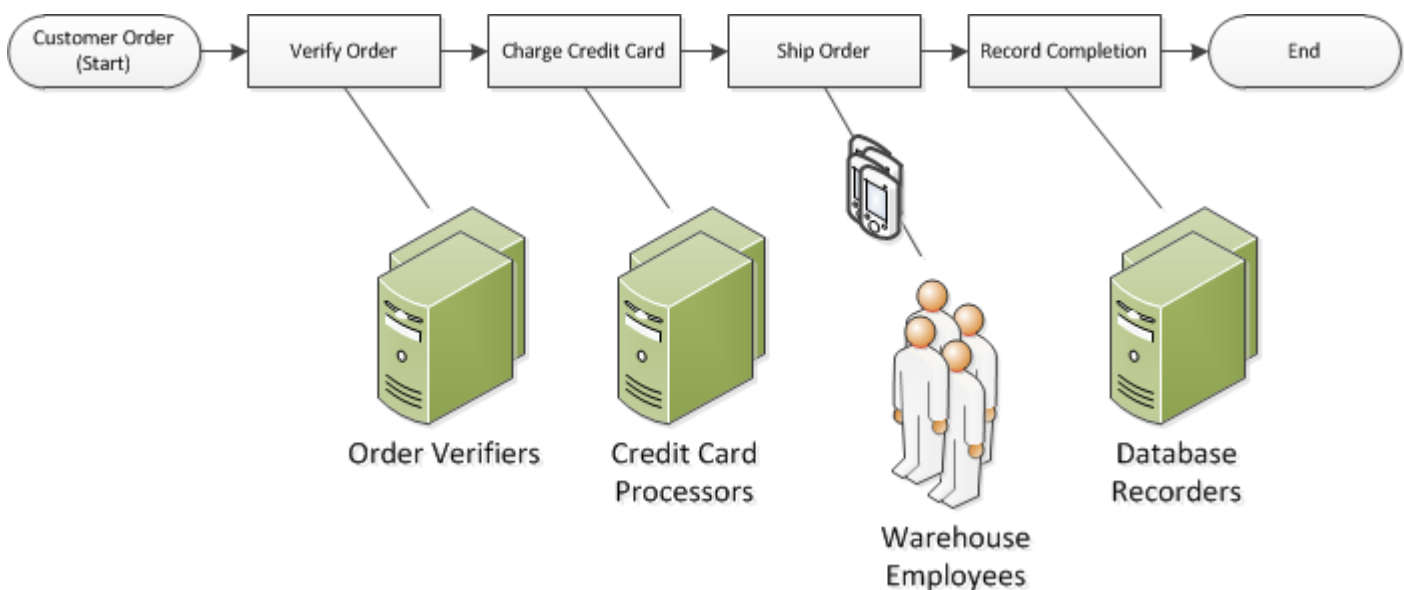 Customer Order
(Start)
Verify Order
Charge Credit Card
Ship Order
Record Completion
End
Order Verifiers
Credit Card
Processors
Warehouse
Employees
Database
Recorders